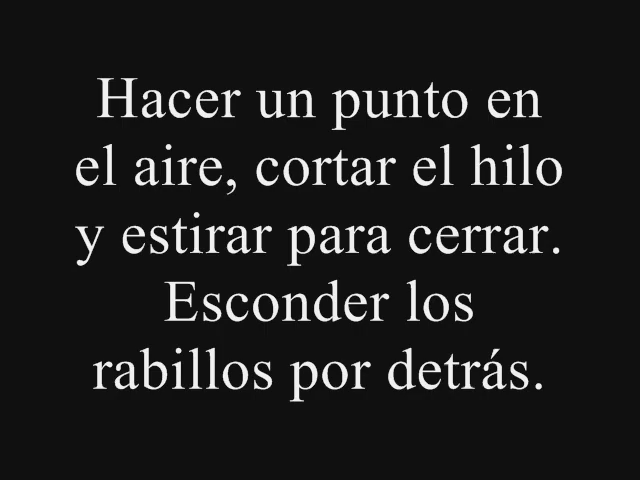 Hacer un punto en
el aire, cortar el hilo
y estirar para cerrar.
Esconder los
rabillos por detrás.